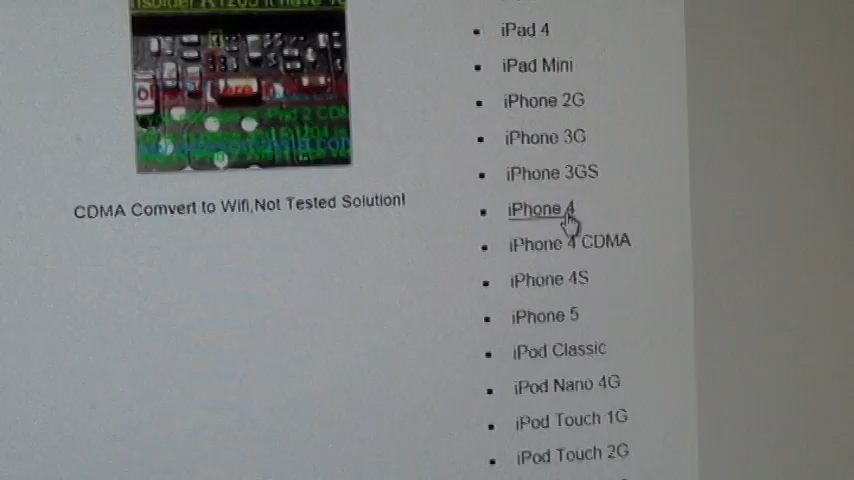 CDMA Comvert to Wifi,Not Tested Solution!
iPad 4
iPad Mini
iPhone 2G
iPhone 3G
iPhone 3GS
iPhone 4
iPhone 4 CDMA
iPhone 4S
iPhone 5
iPod Classic
iPod Nano 4G
iPod Touch 1G
iPod Touch 2G